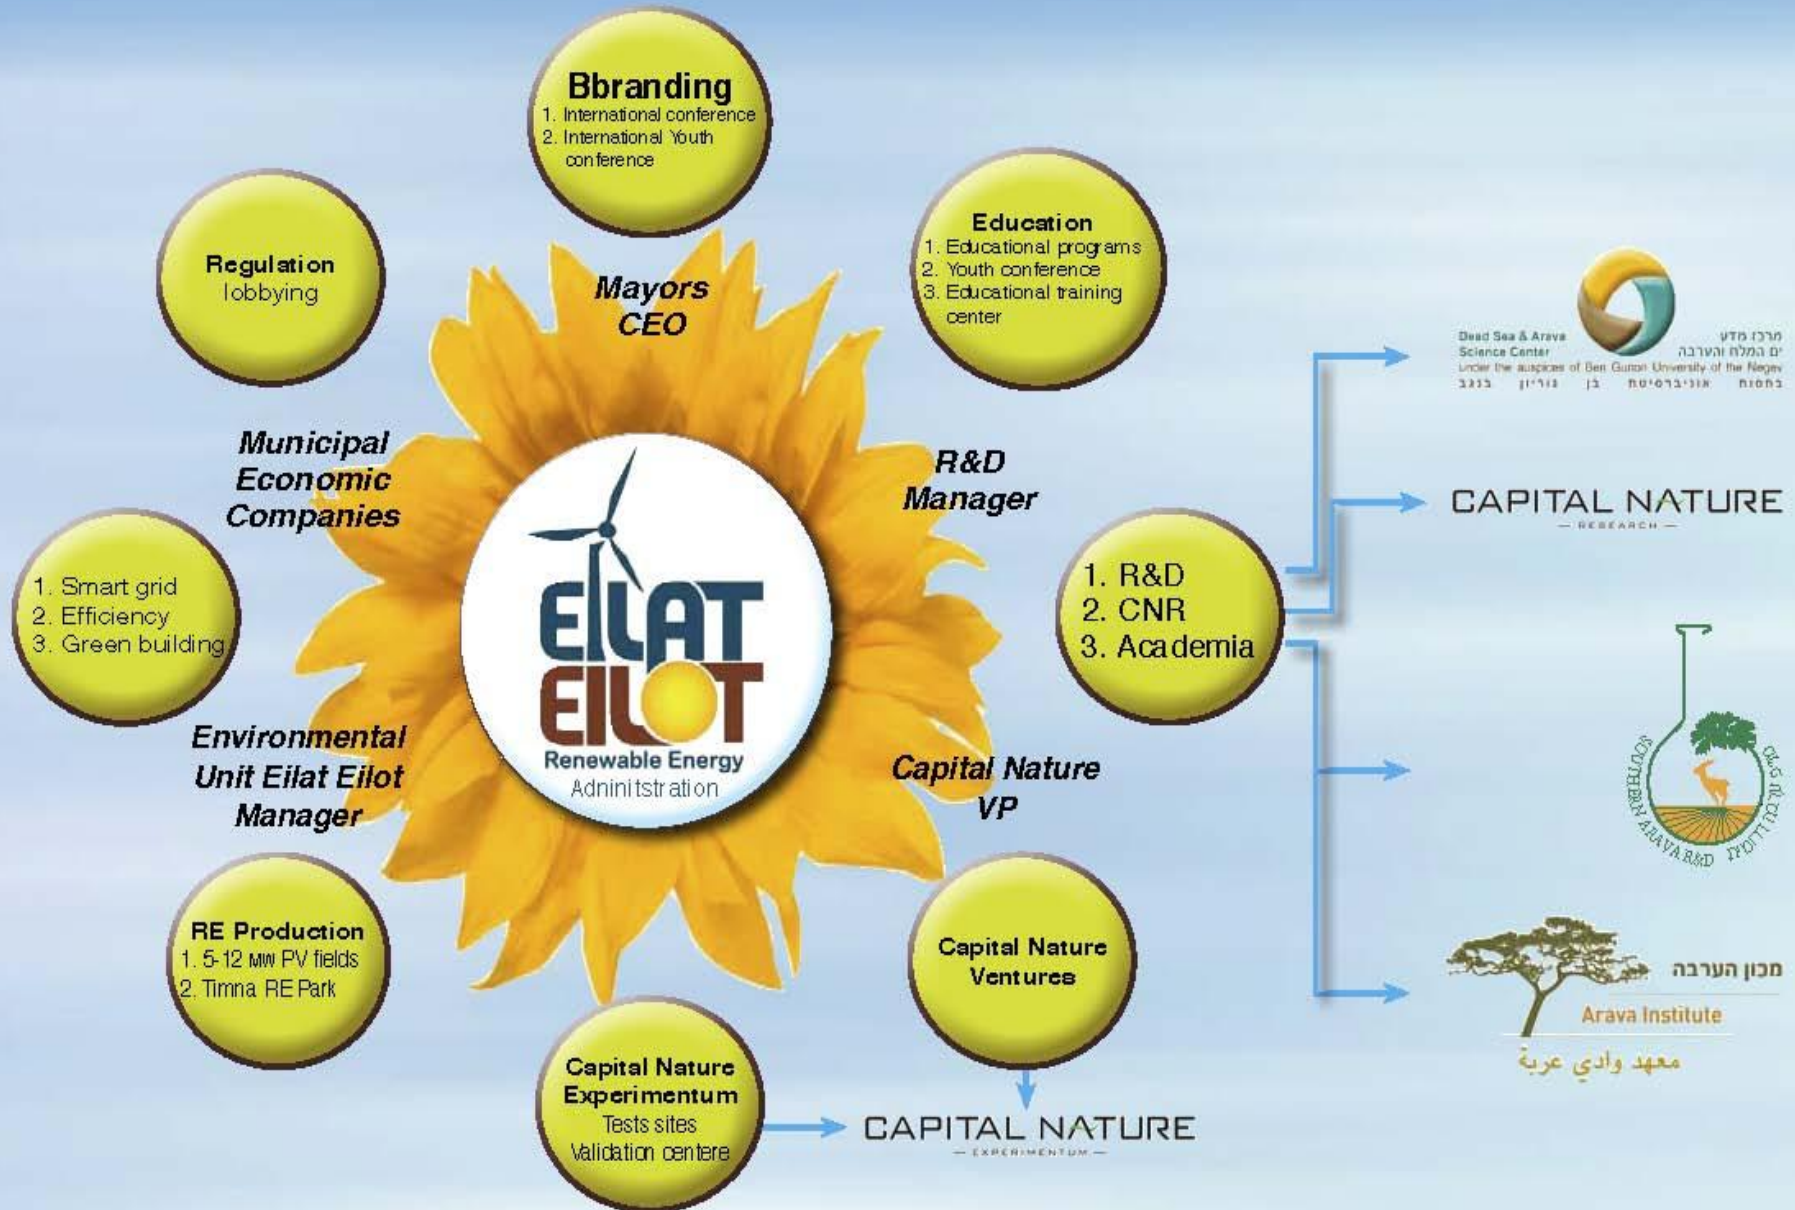 Bbranding
1. International conference
2. International Youth
conference
Regulation
lobbying
Education
1. Educational programs
2. Youth conference
3. Educational training
center
Mayors
CEO
Municipal
Economic
Companies
R&D
Manager
1. Smart grid
2. Efficiency
3. Green building
EILAT
EILOT
Renewable Energy
Adninitstration
1. R&D
2. CNR
3. Academia
Environmental
Unit Eilat Eilot
Manager
Capital Nature
VP
RE Production
1. 5-12 MW PV fields
2. Timna RE Park
Capital Nature
Ventures
Capital Nature
Experimentum
Tests sites
Validation centere
CAPITAL NATURE
— EXPERIMENTUM —
Dead Sea & Arava
Science Center
מרכז מדע
ים המלח והערבה
under the auspices of Ben Gurion University of the Negev
בחסות אוניברסיטת בן גוריון בנגב
CAPITAL NATURE
— RESEARCH —
SOUTHERN ARAVA R&D
מכון הערבה
Arava Institute
معهد وادي عربة